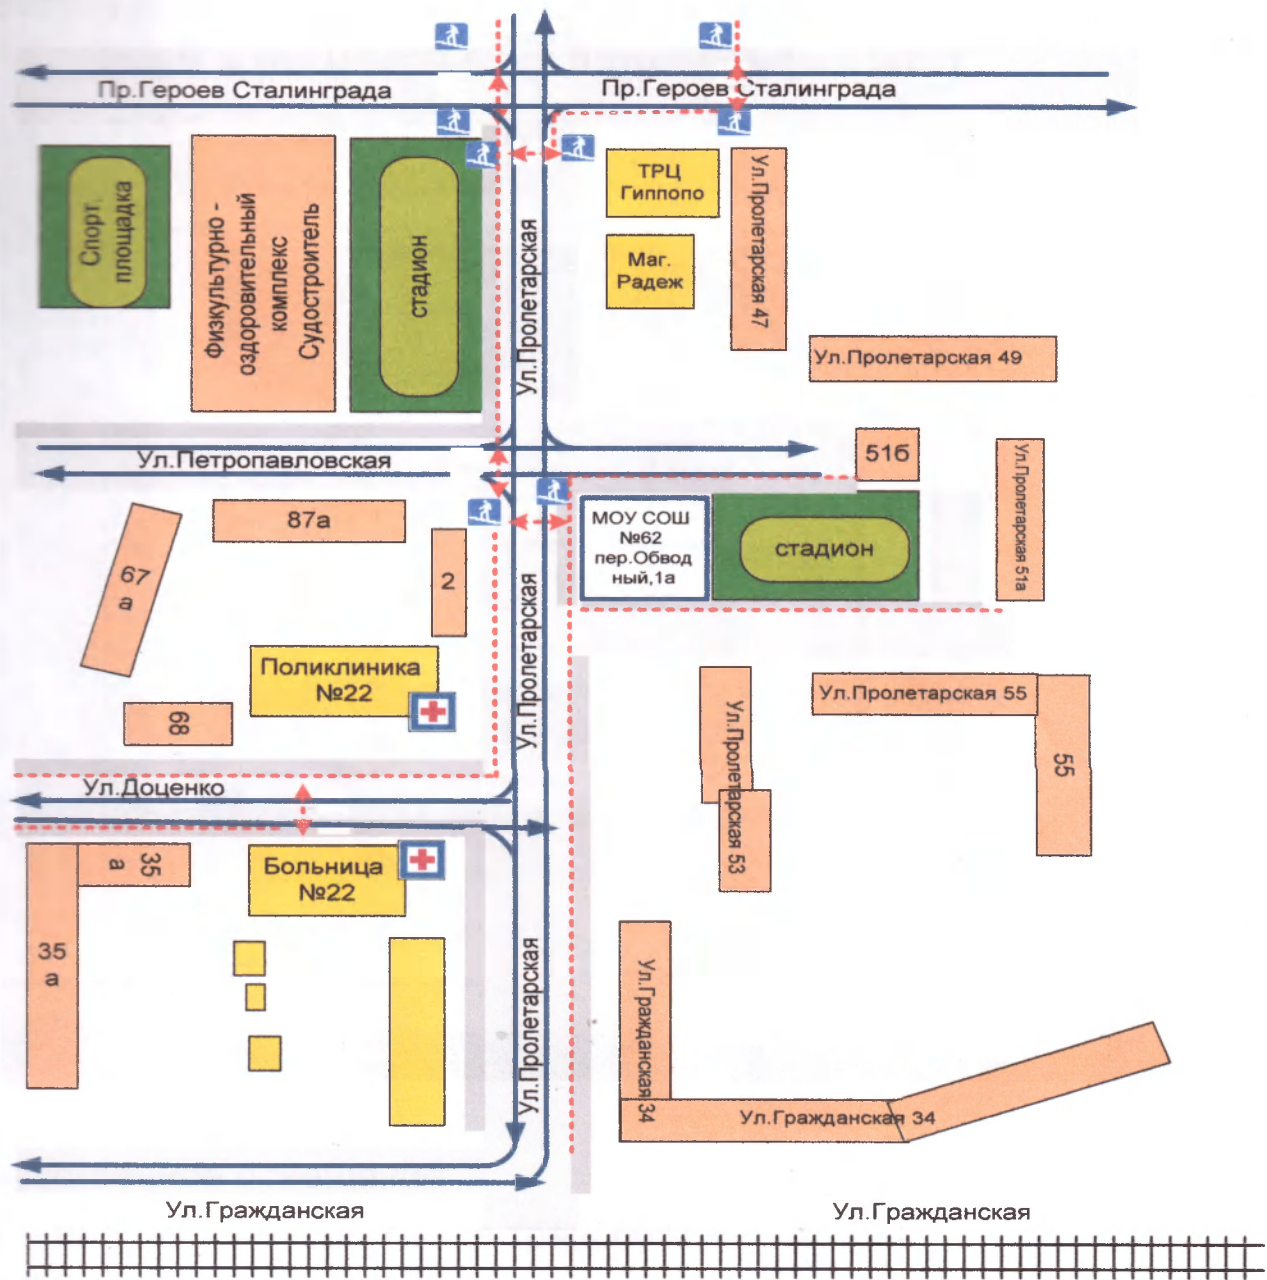 Пр.Героев Сталинграда
Пр.Героев Сталинграда
Спорт.
площадка
Физкультурно -
оздоровительный
комплекс
Судостроитель
стадион
Ул.Пролетарская
ТРЦ
Гиппопо
Маг.
Радеж
Ул.Пролетарская 47
Ул.Пролетарская 49
Ул.Петропавловская
51б
Ул.Пролетарская 51а
87а
67
а
2
МОУ СОШ
№62
пер.Обвод
ный,1а
стадион
Поликлиника
№22
68
Ул.Пролетарская
Ул.Пролетарская 53
Ул.Пролетарская 55
55
Ул.Доценко
35
а
35
а
Больница
№22
Ул.Пролетарская
Ул.Гражданская 34
Ул.Гражданская 34
Ул.Гражданская
Ул.Гражданская